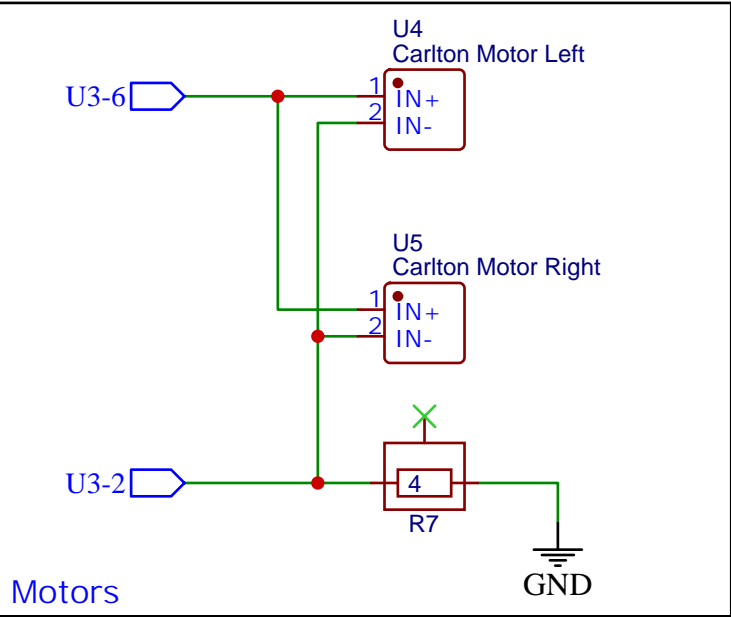 U4
Carlton Motor Left
U3-6
1
IN+
2
IN-
U5
Carlton Motor Right
1
IN+
2
IN-
U3-2
4
R7
GND
Motors